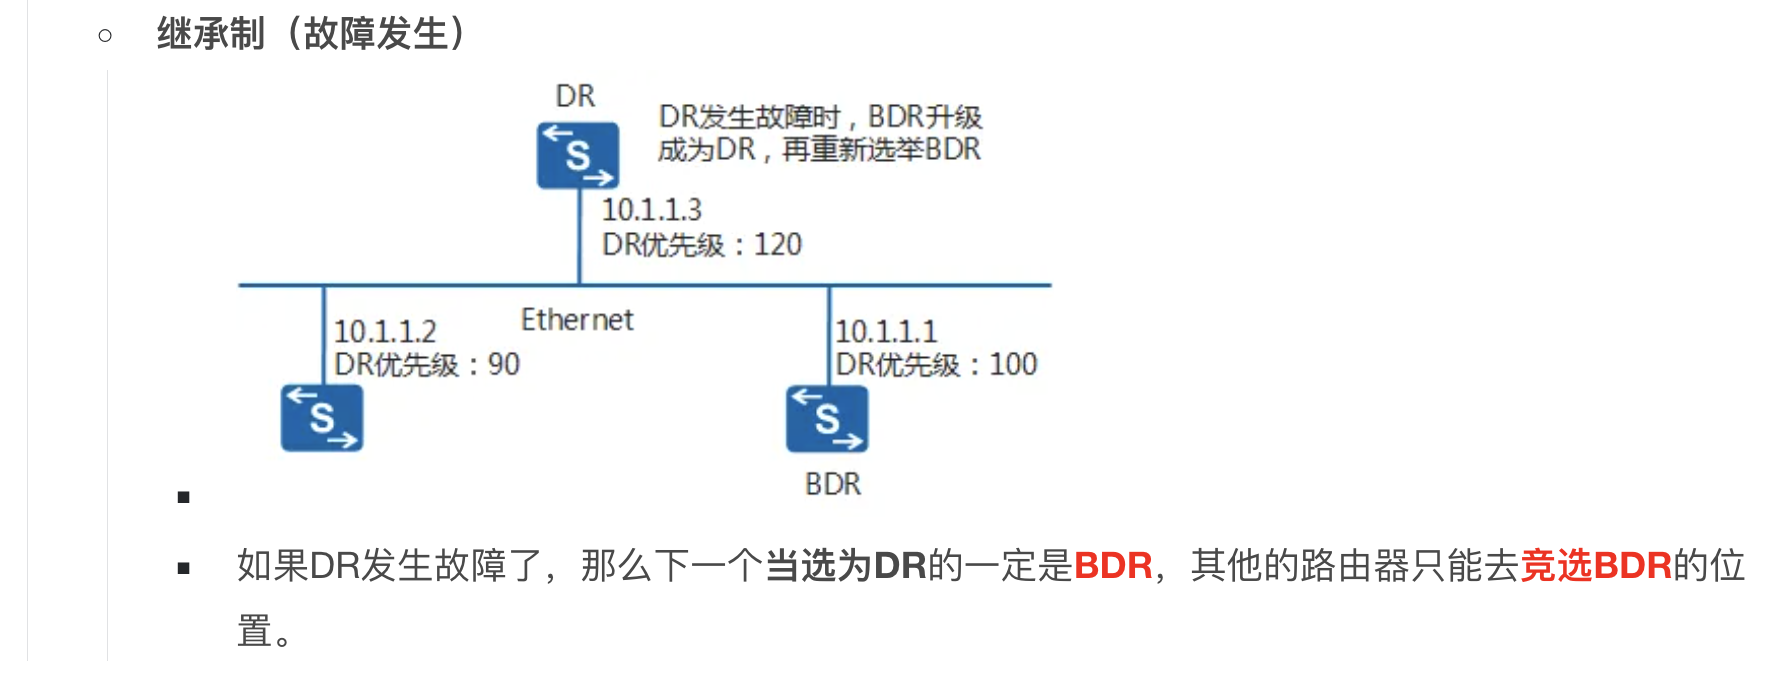 继承制（故障发生）
DR
DR发生故障时，BDR升级
成为DR，再重新选举BDR
S
10.1.1.3
DR优先级：120
Ethernet
10.1.1.2
DR优先级：90
10.1.1.1
DR优先级：100
S
S
BDR
如果DR发生故障了，那么下一个当选为DR的一定是BDR，其他的路由器只能去竞选BDR的位
置。